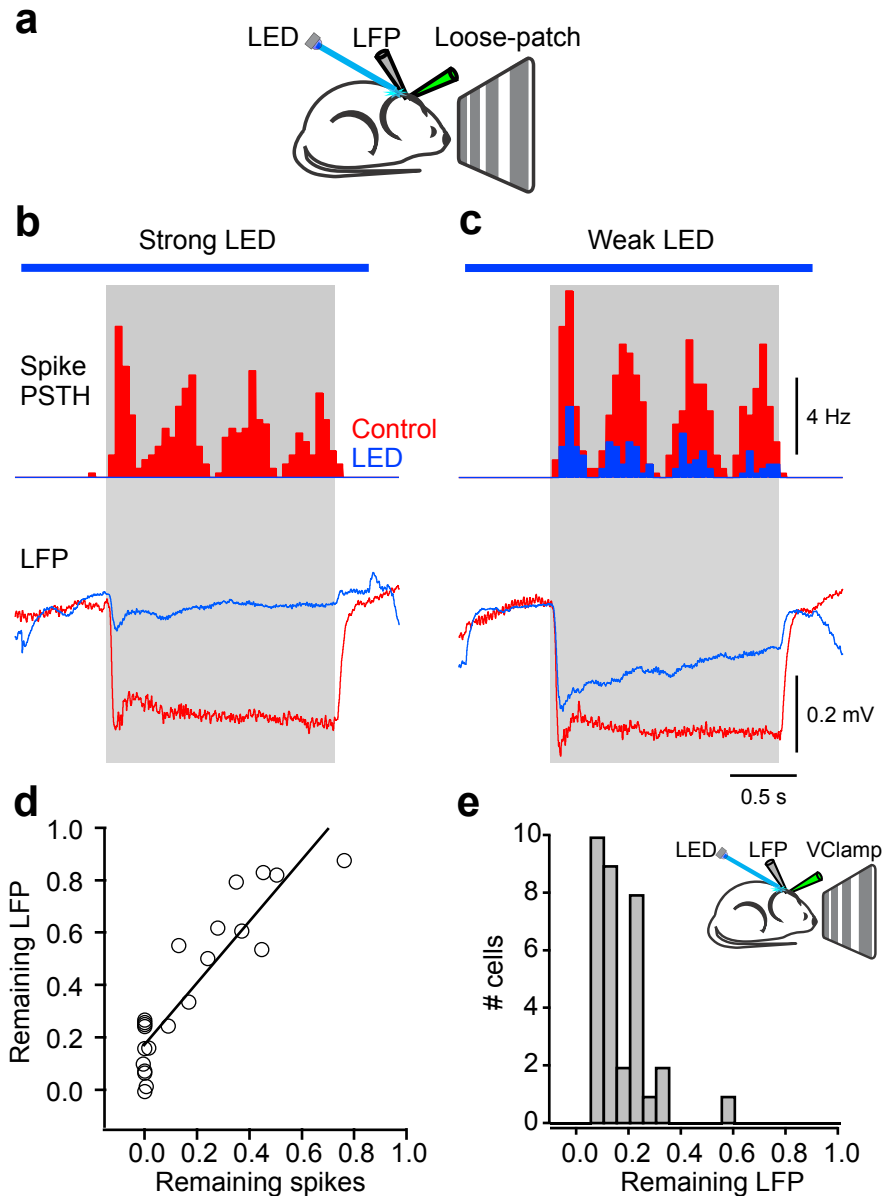 a
LED LFP Loose-patch
b
Strong LED
c
Weak LED
Spike
PSTH
Control
LED
4 Hz
LFP
0.2 mV
0.5 s
d
1.0
0.8
0.6
0.4
0.2
0.0
Remaining LFP
0.0 0.2 0.4 0.6 0.8 1.0
Remaining spikes
e
LED LFP VClamp
10
8
6
4
2
0
# cells
0.0 0.2 0.4 0.6 0.8 1.0
Remaining LFP